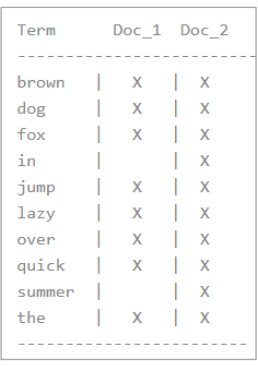 Term      Doc_1  Doc_2
-------------------------
brown   |   X   |  X
dog     |   X   |  X
fox     |   X   |  X
in      |       |  X
jump    |   X   |  X
lazy    |   X   |  X
over    |   X   |  X
quick   |   X   |  X
summer  |       |  X
the     |   X   |  X
------------------------